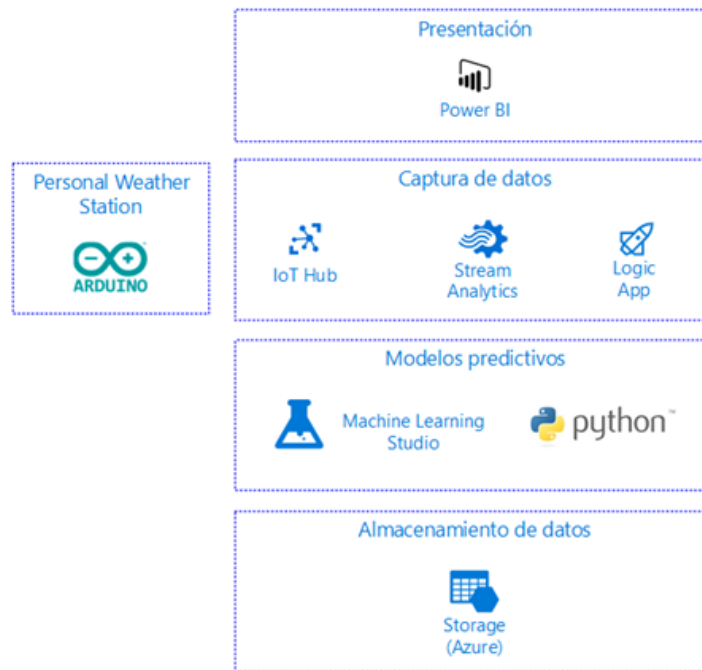 Presentación
Power BI
Personal Weather
Station
ARDUINO
Captura de datos
IoT Hub
Stream
Analytics
Logic
App
Modelos predictivos
Machine Learning
Studio
python™
Almacenamiento de datos
Storage
(Azure)